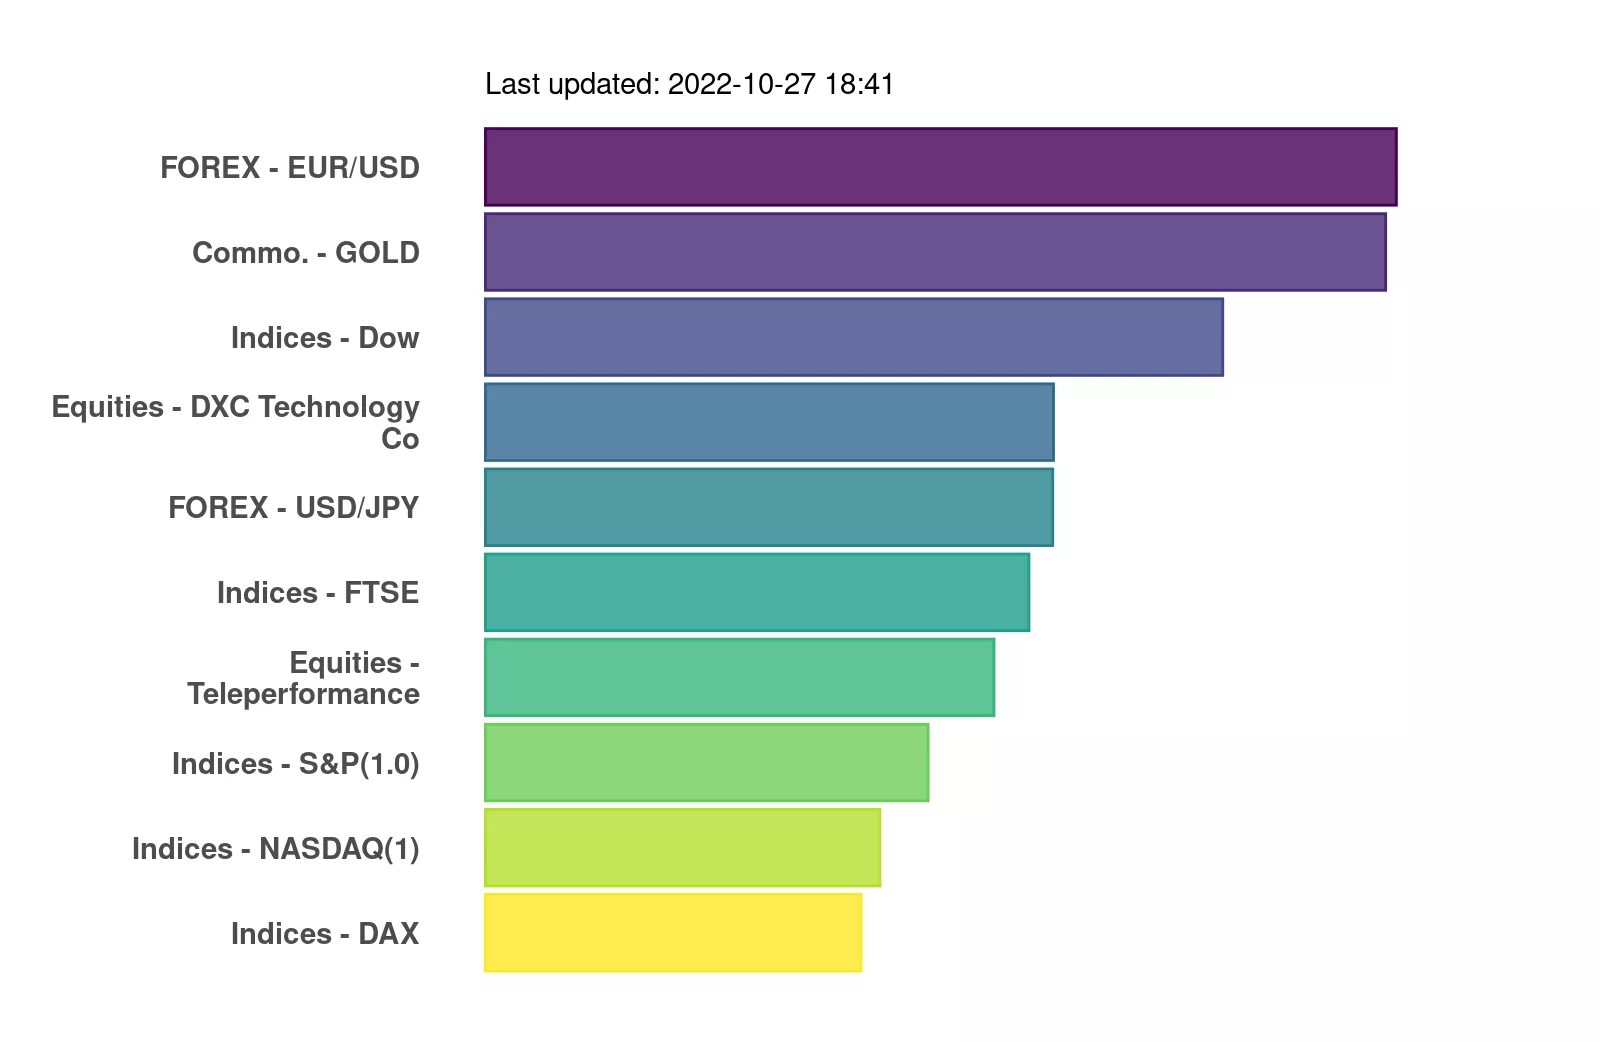 Last updated: 2022-10-27 18:41
FOREX - EUR/USD
Commo. - GOLD
Indices - Dow
Equities - DXC Technology
Co
FOREX - USD/JPY
Indices - FTSE
Equities -
Teleperformance
Indices - S&P(1.0)
Indices - NASDAQ(1)
Indices - DAX